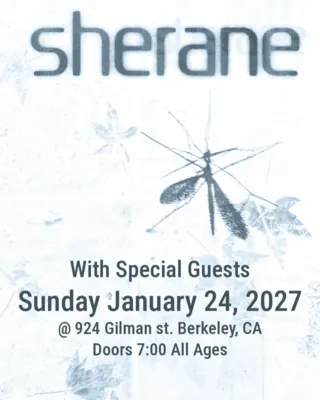 sherane
With Special Guests
Sunday January 24, 2027
@ 924 Gilman st. Berkeley, CA
Doors 7:00 All Ages